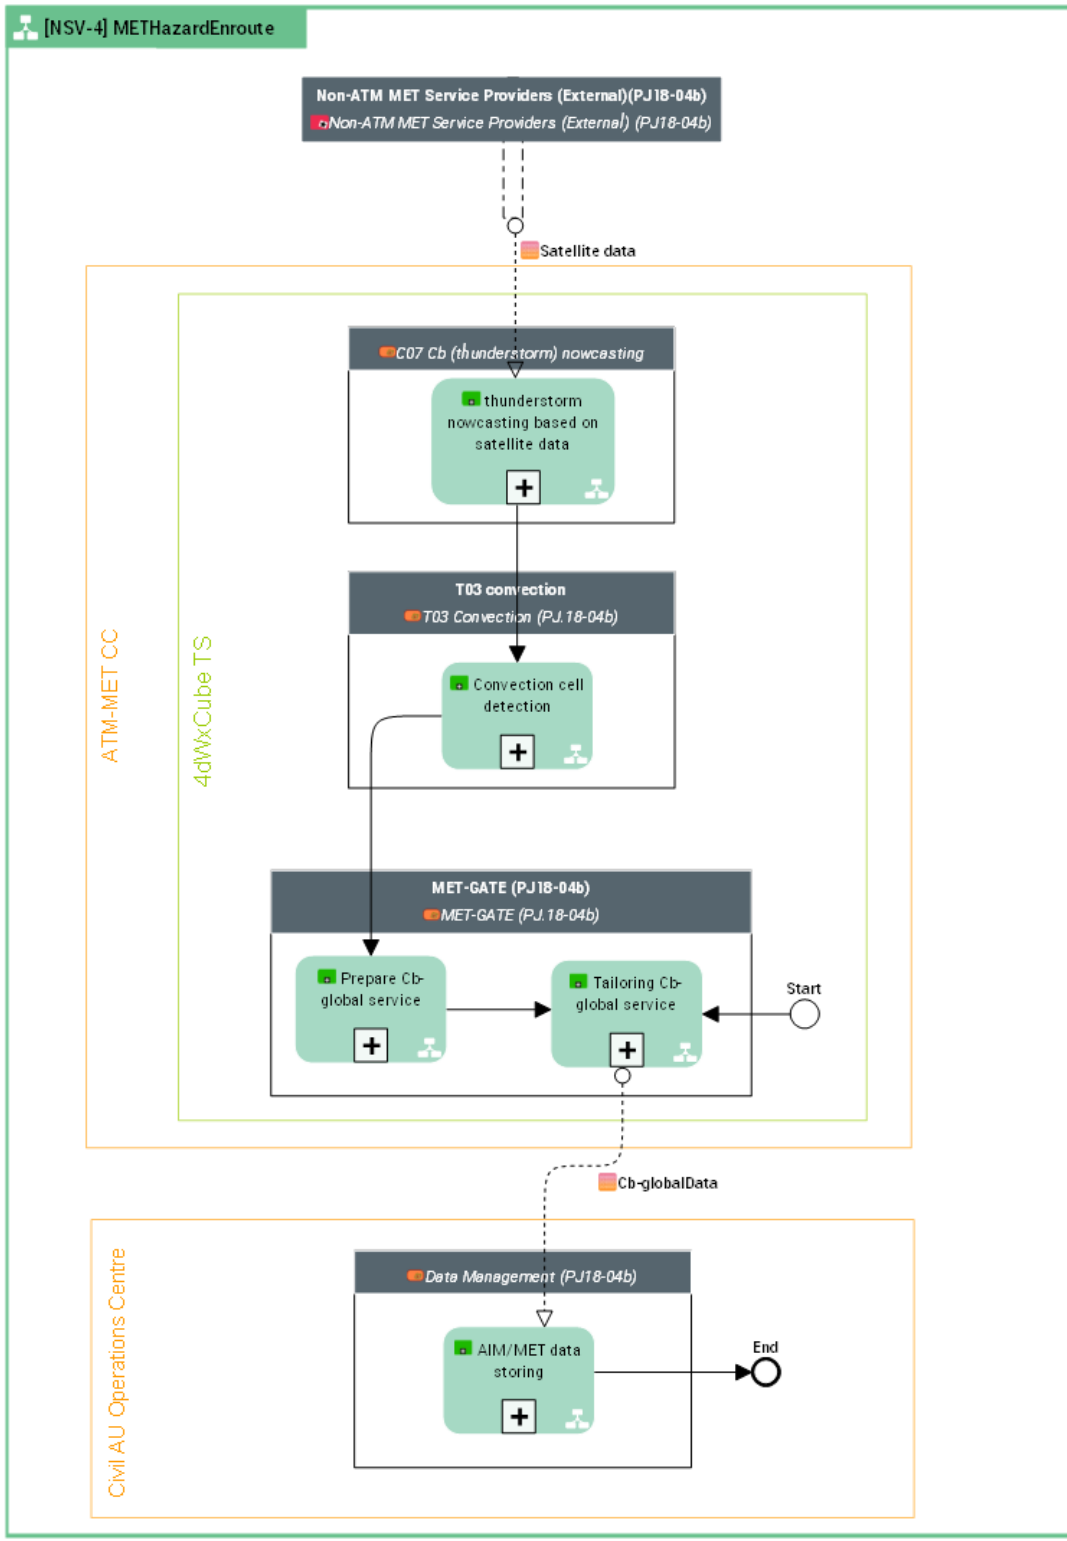 [NSV-4] METHazardEnroute
Non-ATM MET Service Providers (External)(PJ18-04b)
Non-ATM MET Service Providers (External) (PJ18-04b)
Satellite data
ATM-MET CC
4dWxCube TS
C07 Cb (thunderstorm) nowcasting
thunderstorm
nowcasting based on
satellite data
T03 convection
T03 Convection (PJ.18-04b)
Convection cell
detection
MET-GATE (PJ18-04b)
MET-GATE (PJ.18-04b)
Prepare Cb-
global service
Tailoring Cb-
global service
Start
Cb-globalData
Civil AU Operations Centre
Data Management (PJ18-04b)
AIM/MET data
storing
End